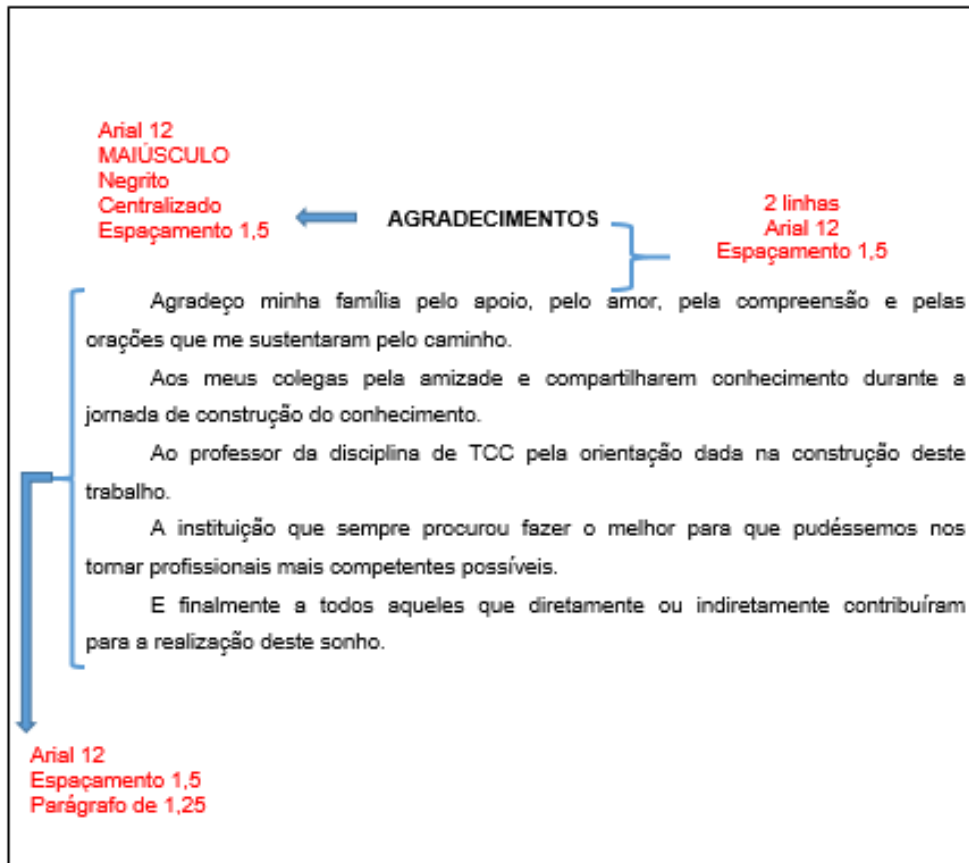 Arial 12
MAIÚSCULO
Negrito
Centralizado
Espaçamento 1,5
AGRADECIMENTOS
2 linhas
Arial 12
Espaçamento 1,5
Agradeço minha família pelo apoio, pelo amor, pela compreensão e pelas
orações que me sustentaram pelo caminho.
Aos meus colegas pela amizade e compartilharem conhecimento durante a
jornada de construção do conhecimento.
Ao professor da disciplina de TCC pela orientação dada na construção deste
trabalho.
A instituição que sempre procurou fazer o melhor para que pudéssemos nos
tornar profissionais mais competentes possíveis.
E finalmente a todos aqueles que diretamente ou indiretamente contribuíram
para a realização deste sonho.
Arial 12
Espaçamento 1,5
Parágrafo de 1,25